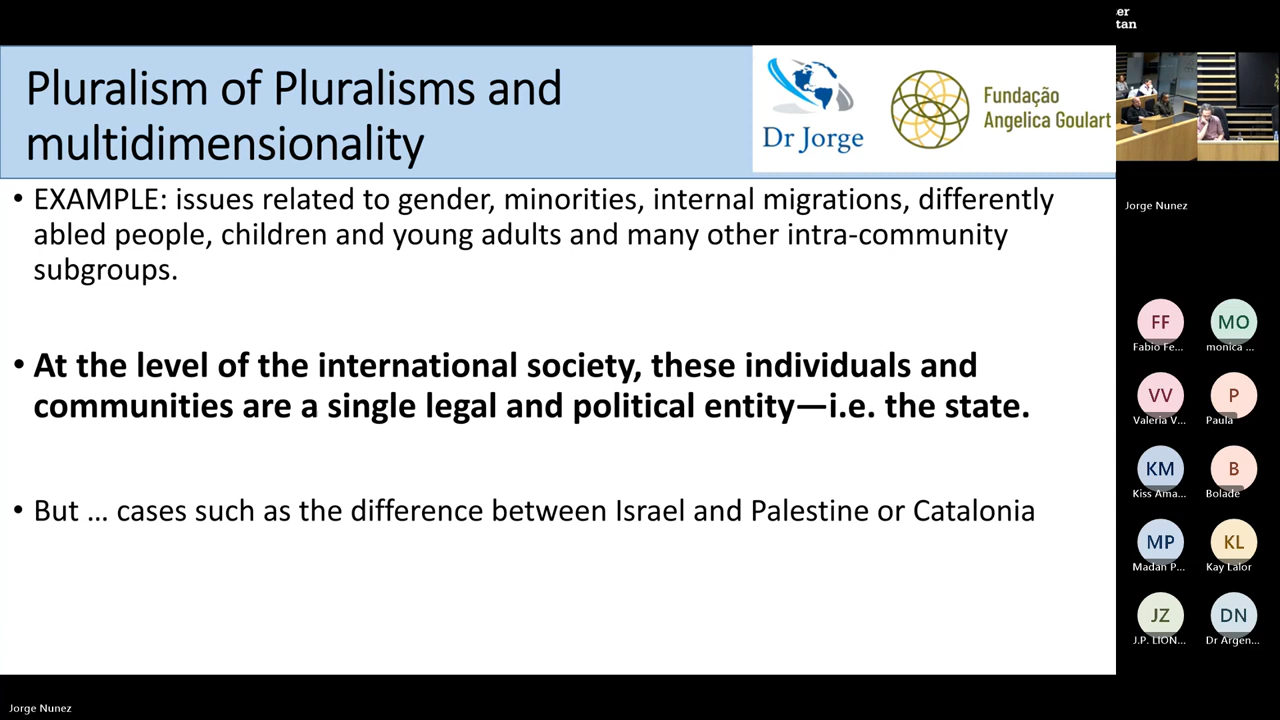 er
tan
Pluralism of Pluralisms and
multidimensionality
Dr Jorge
Fundação
Angelica Goulart
• EXAMPLE: issues related to gender, minorities, internal migrations, differently
abled people, children and young adults and many other intra-community
subgroups.
• At the level of the international society, these individuals and
communities are a single legal and political entity—i.e. the state.
• But … cases such as the difference between Israel and Palestine or Catalonia
Jorge Nunez
FF
MO
Fabio Fe...
monica ...
VV
P
Valeria V...
Paula
KM
B
Kiss Ama...
Bolade
MP
KL
Madan P...
Kay Lalor
JZ
DN
J.P. LION...
Dr Argen...
Jorge Nunez